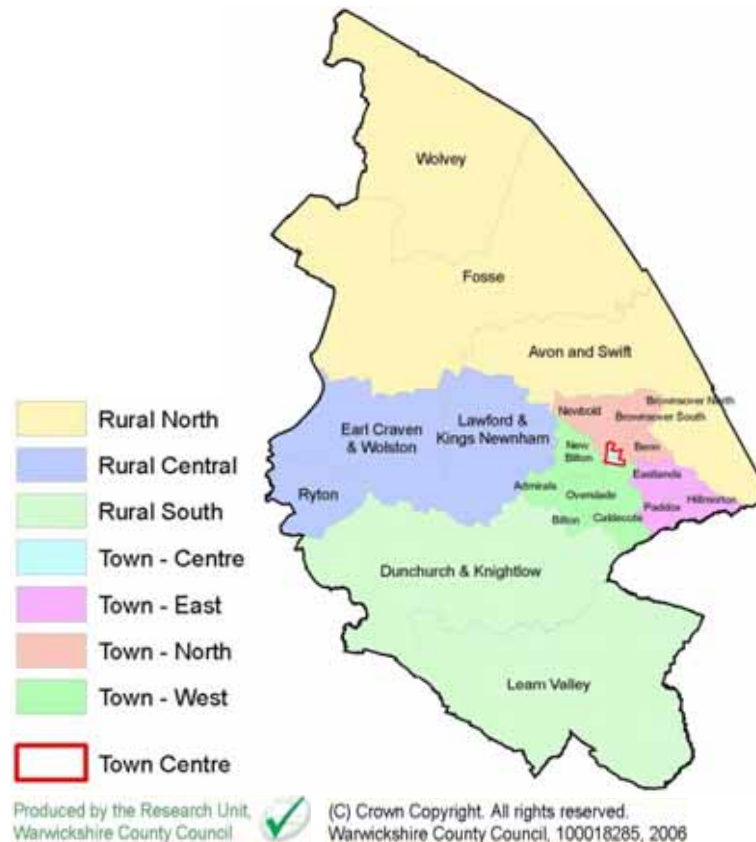 Wolvey
Fosse
Avon and Swift
Brownsover North
Newbold
Brownsover South
Earl Craven
& Wolston
Lawford &
Kings Newnham
New
Bilton
Benn
Eastlands
Ryton
Admirals
Overslade
Paddox
Hillmorton
Bilton
Caldecote
Dunchurch & Knightlow
Leam Valley
Rural North
Rural Central
Rural South
Town - Centre
Town - East
Town - North
Town - West
Town Centre
Produced by the Research Unit,
Warwickshire County Council
(C) Crown Copyright. All rights reserved.
Warwickshire County Council, 100018285, 2006